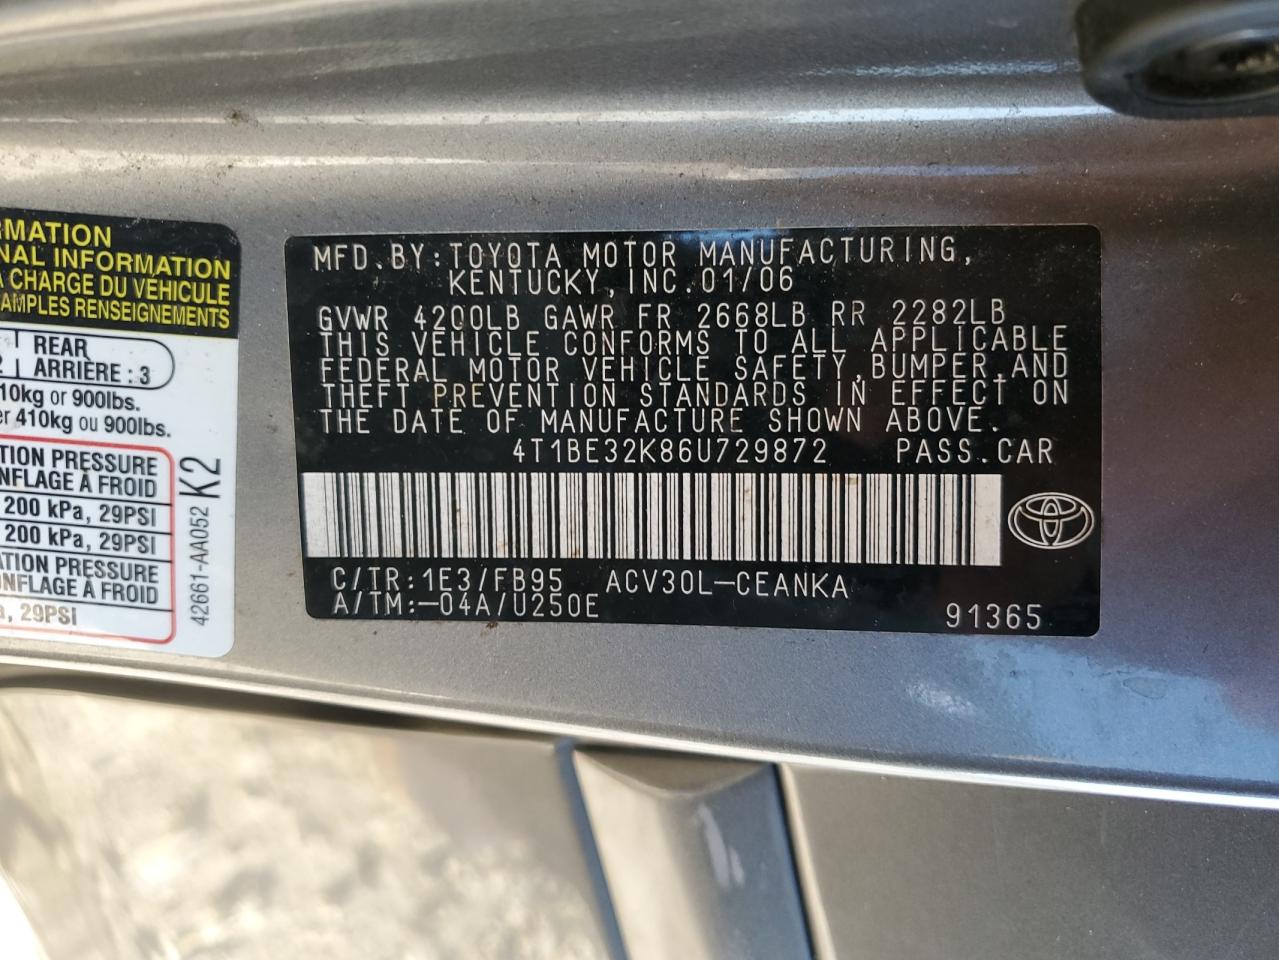 RMATION
NAL INFORMATION
A CHARGE DU VÉHICULE
AMPLES RENSEIGNEMENTS
REAR
ARRIÈRE : 3
10kg or 900lbs.
er 410kg ou 900lbs.
TION PRESSURE
NFLAGE À FROID
200 kPa, 29PSI
200 kPa, 29PSI
ATION PRESSURE
ONFLAGE À FROID
a, 29PSI
42661-AA052 K2
MFD.BY:TOYOTA MOTOR MANUFACTURING,
KENTUCKY,INC.01/06
GVWR 4200LB GAWR FR 2668LB RR 2282LB
THIS VEHICLE CONFORMS TO ALL APPLICABLE
FEDERAL MOTOR VEHICLE SAFETY,BUMPER,AND
THEFT PREVENTION STANDARDS IN EFFECT ON
THE DATE OF MANUFACTURE SHOWN ABOVE.
4T1BE32K86U729872 PASS.CAR
C/TR:1E3/FB95 ACV30L-CEANKA
A/TM:-04A/U250E
91365